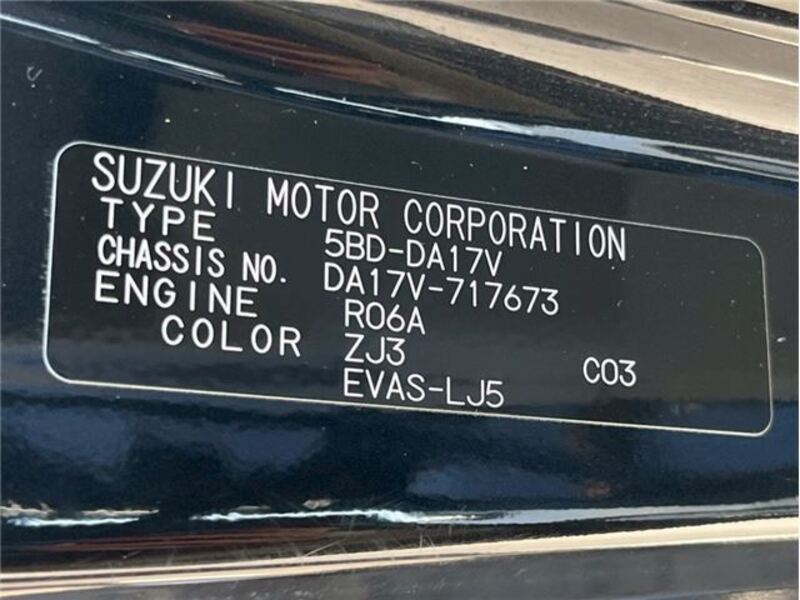 SUZUKI MOTOR CORPORATION
TYPE 5BD-DA17V
CHASSIS NO. DA17V-717673
ENGINE R06A
COLOR ZJ3 C03
EVAS-LJ5